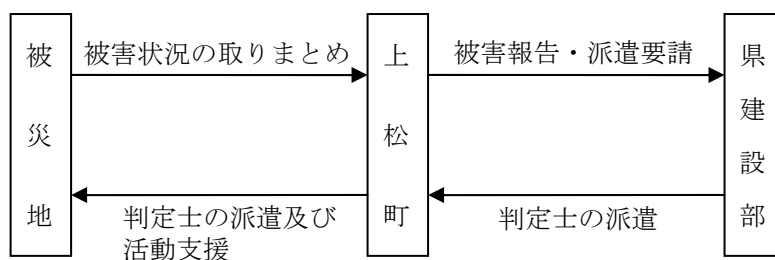 被災地
被害状況の取りまとめ
上松町
被害報告・派遣要請
県建設部
判定士の派遣及び
活動支援
判定士の派遣